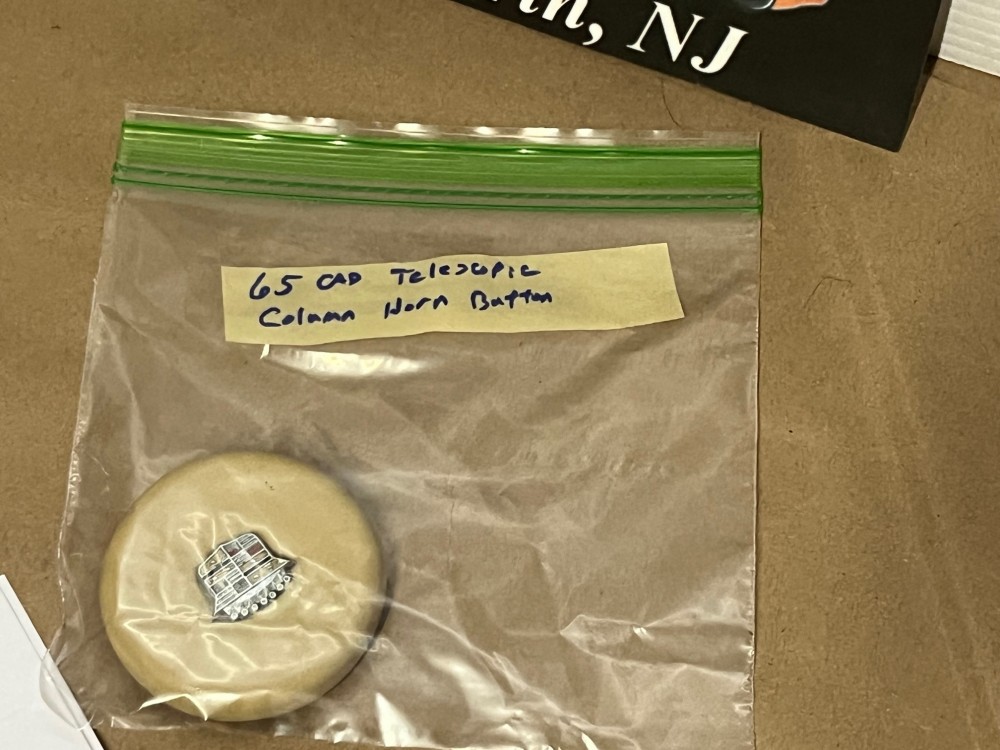 , NJ
65 CAD Telescopic
Column Horn Button